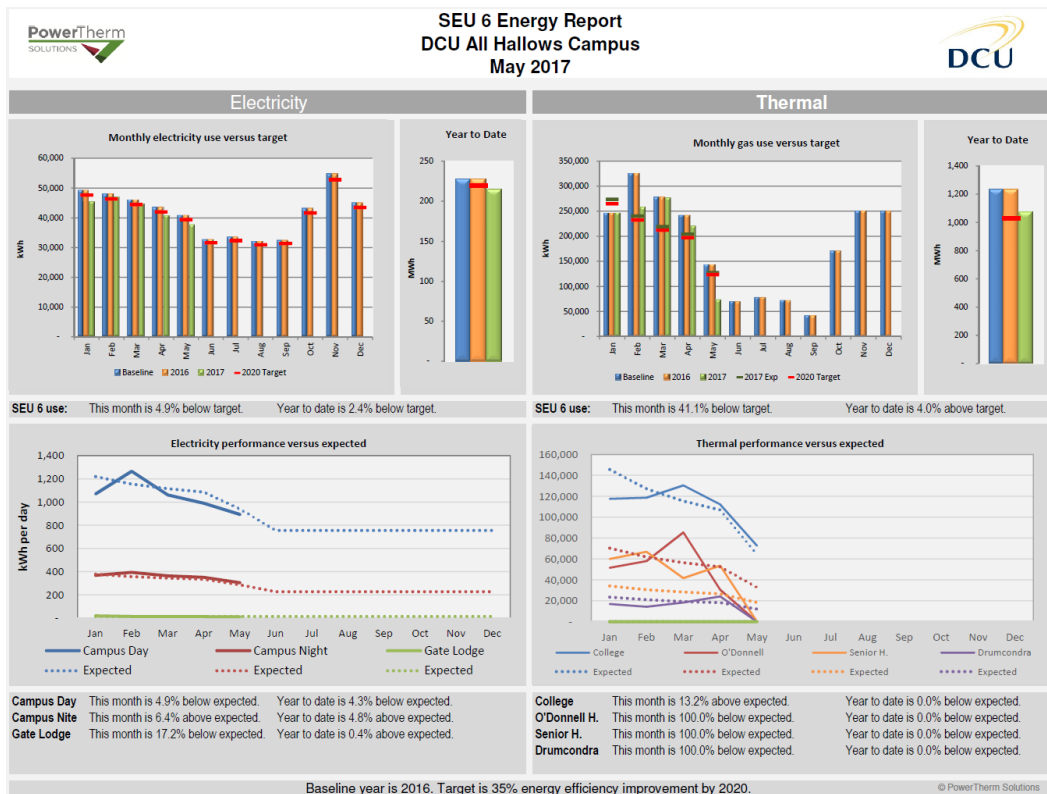 PowerTherm
SOLUTIONS
SEU 6 Energy Report
DCU All Hallows Campus
May 2017
DCU
Electricity
Thermal
Monthly electricity use versus target
60,000
50,000
40,000
30,000
20,000
10,000
-
kWh
Jan Feb Mar Apr May Jun Jul Aug Sep Oct Nov Dec
Baseline 2016 2017 2020 Target
Year to Date
250
200
150
100
50
-
MWh
Monthly gas use versus target
350,000
300,000
250,000
200,000
150,000
100,000
50,000
-
kWh
Jan Feb Mar Apr May Jun Jul Aug Sep Oct Nov Dec
Baseline 2016 2017 2017 Exp 2020 Target
Year to Date
1,400
1,200
1,000
800
600
400
200
-
MWh
SEU 6 use: This month is 4.9% below target. Year to date is 2.4% below target.
SEU 6 use: This month is 41.1% below target. Year to date is 4.0% above target.
Electricity performance versus expected
1,400
1,200
1,000
800
600
400
200
-
kWh per day
Jan Feb Mar Apr May Jun Jul Aug Sep Oct Nov Dec
Campus Day Campus Night Gate Lodge
Expected Expected Expected
Thermal performance versus expected
160,000
140,000
120,000
100,000
80,000
60,000
40,000
20,000
-
Jan Feb Mar Apr May Jun Jul Aug Sep Oct Nov Dec
College O'Donnell Senior H. Drumcondra
Expected Expected Expected Expected
Campus Day This month is 4.9% below expected. Year to date is 4.3% below expected.
Campus Nite This month is 6.4% above expected. Year to date is 4.8% above expected.
Gate Lodge This month is 17.2% below expected. Year to date is 0.4% above expected.
College This month is 13.2% above expected. Year to date is 0.0% below expected.
O'Donnell H. This month is 100.0% below expected. Year to date is 0.0% below expected.
Senior H. This month is 100.0% below expected. Year to date is 0.0% below expected.
Drumcondra This month is 100.0% below expected. Year to date is 0.0% below expected.
Baseline year is 2016. Target is 35% energy efficiency improvement by 2020.
© PowerTherm Solutions